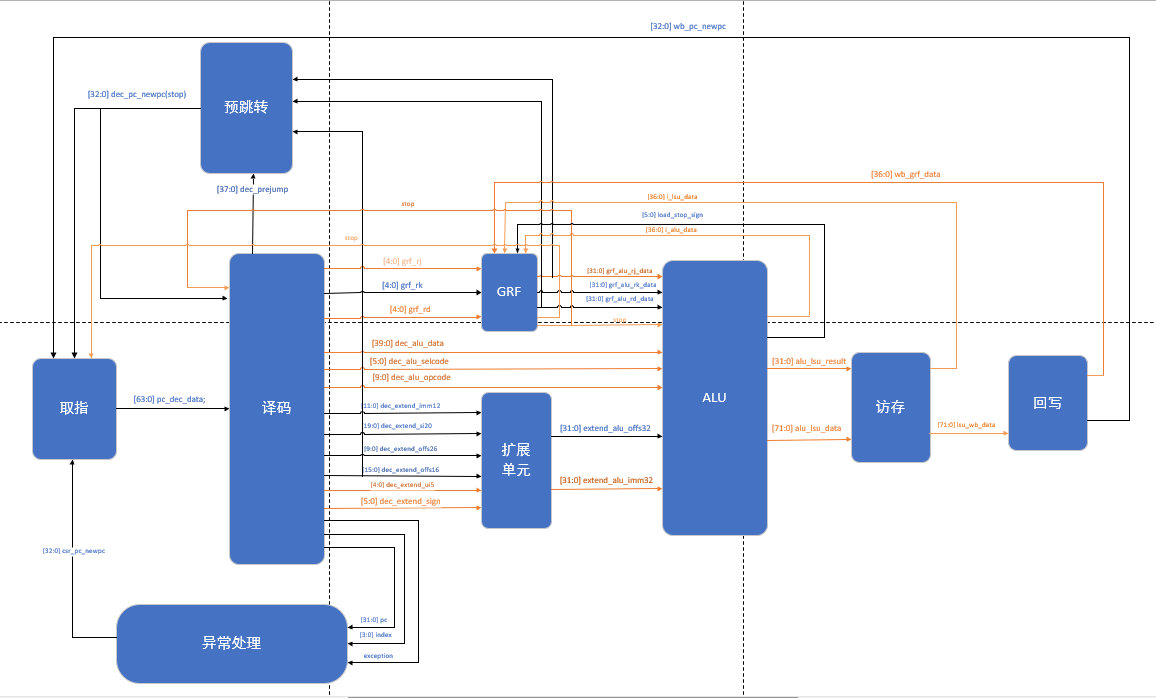 [32:0] wb_pc_newpc
[32:0] dec_pc_newpc(stop)
预跳转
[37:0] dec_prejump
[36:0] wb_grf_data
[36:0] i_lsu_data
stop
[5:0] load_stop_sign
[36:0] i_alu_data
stop
[4:0] grf_rj
[31:0] grf_alu_rj_data
[4:0] grf_rk
GRF
[31:0] grf_alu_rk_data
[31:0] grf_alu_rd_data
[4:0] grf_rd
stop
[39:0] dec_alu_data
[5:0] dec_alu_selcode
[31:0] alu_lsu_result
[9:0] dec_alu_opcode
取指
[63:0] pc_dec_data;
译码
ALU
访存
回写
[11:0] dec_extend_imm12
[19:0] dec_extend_si20
[31:0] extend_alu_offs32
[71:0] alu_lsu_data
[71:0] lsu_wb_data
[9:0] dec_extend_offs26
扩展
单元
[15:0] dec_extend_offs16
[4:0] dec_extend_ui5
[31:0] extend_alu_imm32
[5:0] dec_extend_sign
[32:0] csr_pc_newpc
[31:0] pc
[3:0] index
异常处理
exception